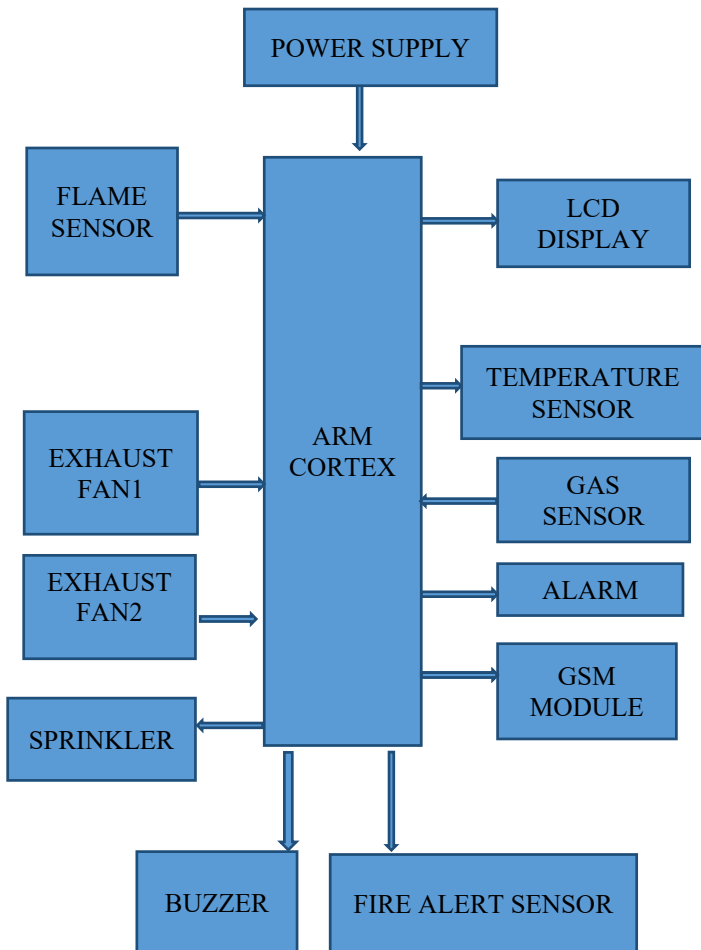 POWER SUPPLY
FLAME
SENSOR
LCD
DISPLAY
TEMPERATURE
SENSOR
ARM
CORTEX
EXHAUST
FAN1
GAS
SENSOR
EXHAUST
FAN2
ALARM
GSM
MODULE
SPRINKLER
BUZZER
FIRE ALERT SENSOR